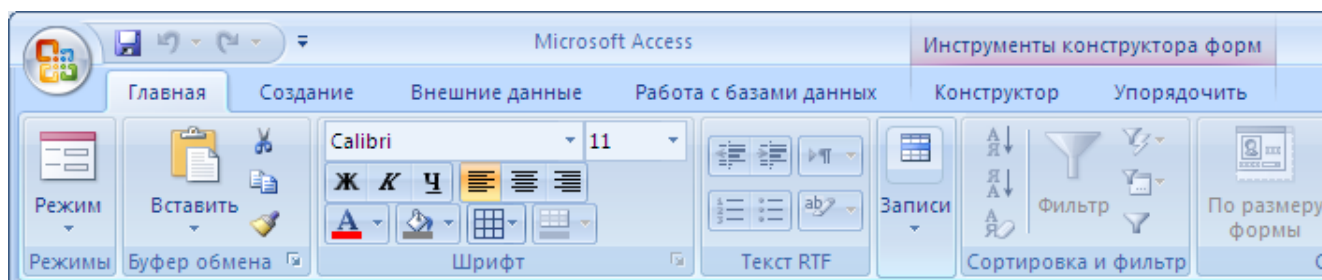 Microsoft Access
Инструменты конструктора форм
Главная Создание Внешние данные Работа с базами данных Конструктор Упорядочить
Calibri 11
Ж К Ч
Режим Вставить Записи Фильтр По размеру формы
Режимы Буфер обмена Шрифт Текст RTF Сортировка и фильтр